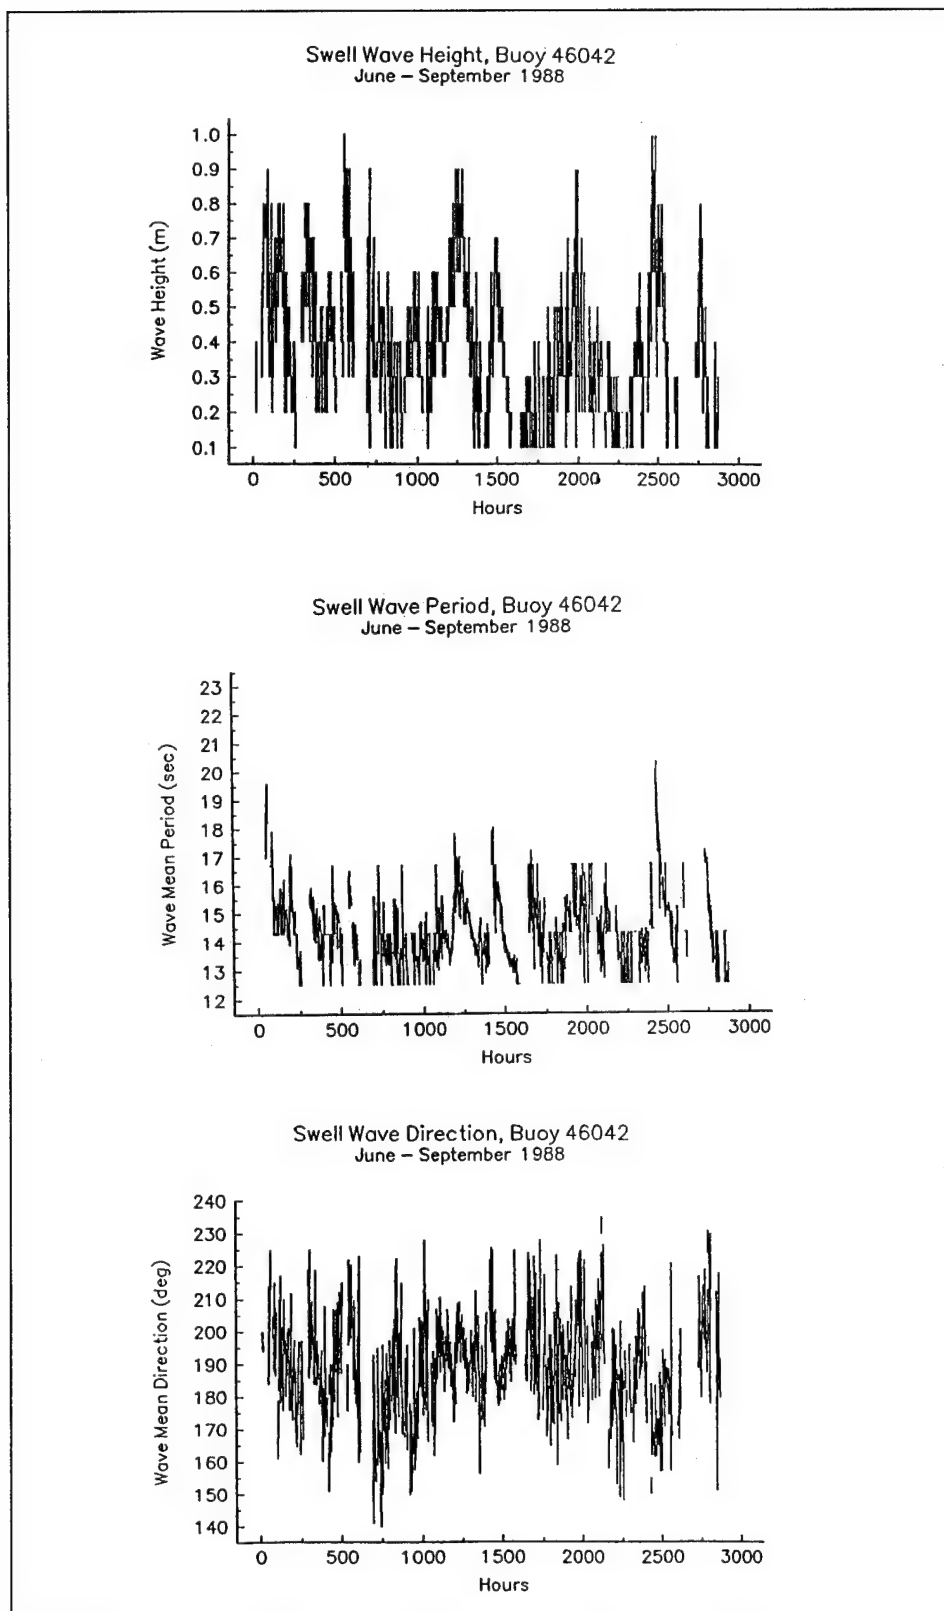 Swell Wave Height, Buoy 46042
June – September 1988
1.0
0.9
0.8
0.7
0.6
0.5
0.4
0.3
0.2
0.1
Wave Height (m)
0 500 1000 1500 2000 2500 3000
Hours
Swell Wave Period, Buoy 46042
June – September 1988
23
22
21
20
19
18
17
16
15
14
13
12
Wave Mean Period (sec)
0 500 1000 1500 2000 2500 3000
Hours
Swell Wave Direction, Buoy 46042
June – September 1988
240
230
220
210
200
190
180
170
160
150
140
Wave Mean Direction (deg)
0 500 1000 1500 2000 2500 3000
Hours